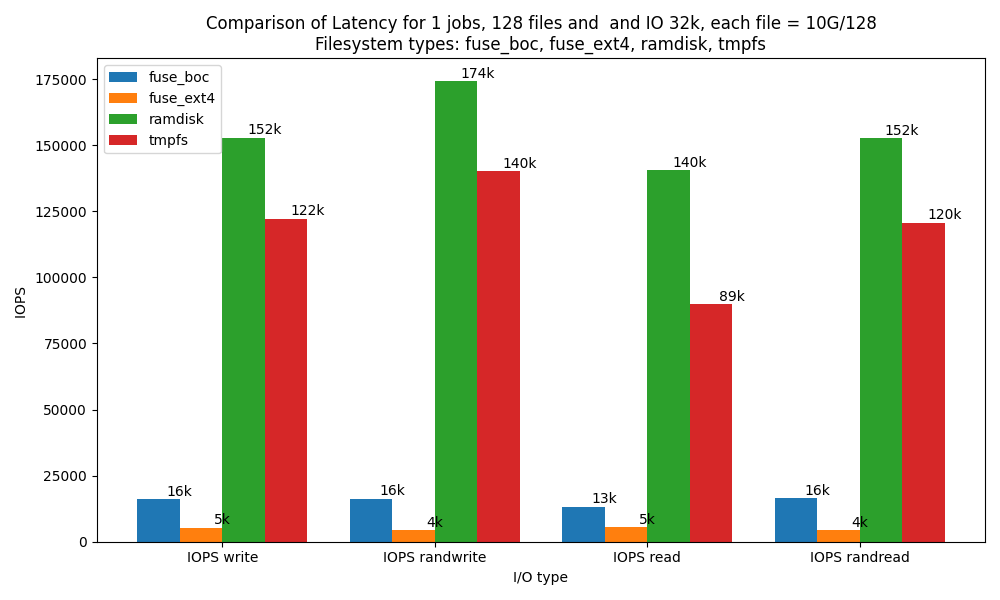 Comparison of Latency for 1 jobs, 128 files and  and IO 32k, each file = 10G/128
Filesystem types: fuse_boc, fuse_ext4, ramdisk, tmpfs
fuse_boc
fuse_ext4
ramdisk
tmpfs
IOPS
175000
150000
125000
100000
75000
50000
25000
0
16k
5k
152k
122k
16k
4k
174k
140k
13k
5k
140k
89k
16k
4k
152k
120k
IOPS write
IOPS randwrite
IOPS read
IOPS randread
I/O type